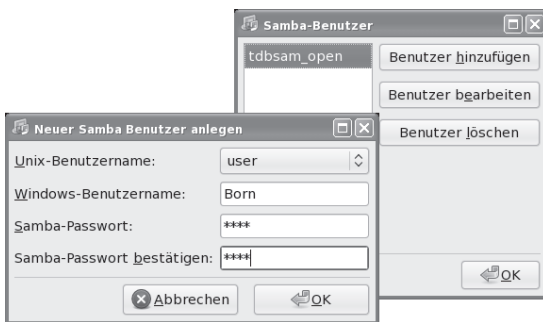 Samba-Benutzer
tdbsam_open
Benutzer hinzufügen
Benutzer bearbeiten
Benutzer löschen
OK
Neuer Samba Benutzer anlegen
Unix-Benutzername: user
Windows-Benutzername: Born
Samba-Passwort: ****
Samba-Passwort bestätigen: ****
Abbrechen OK